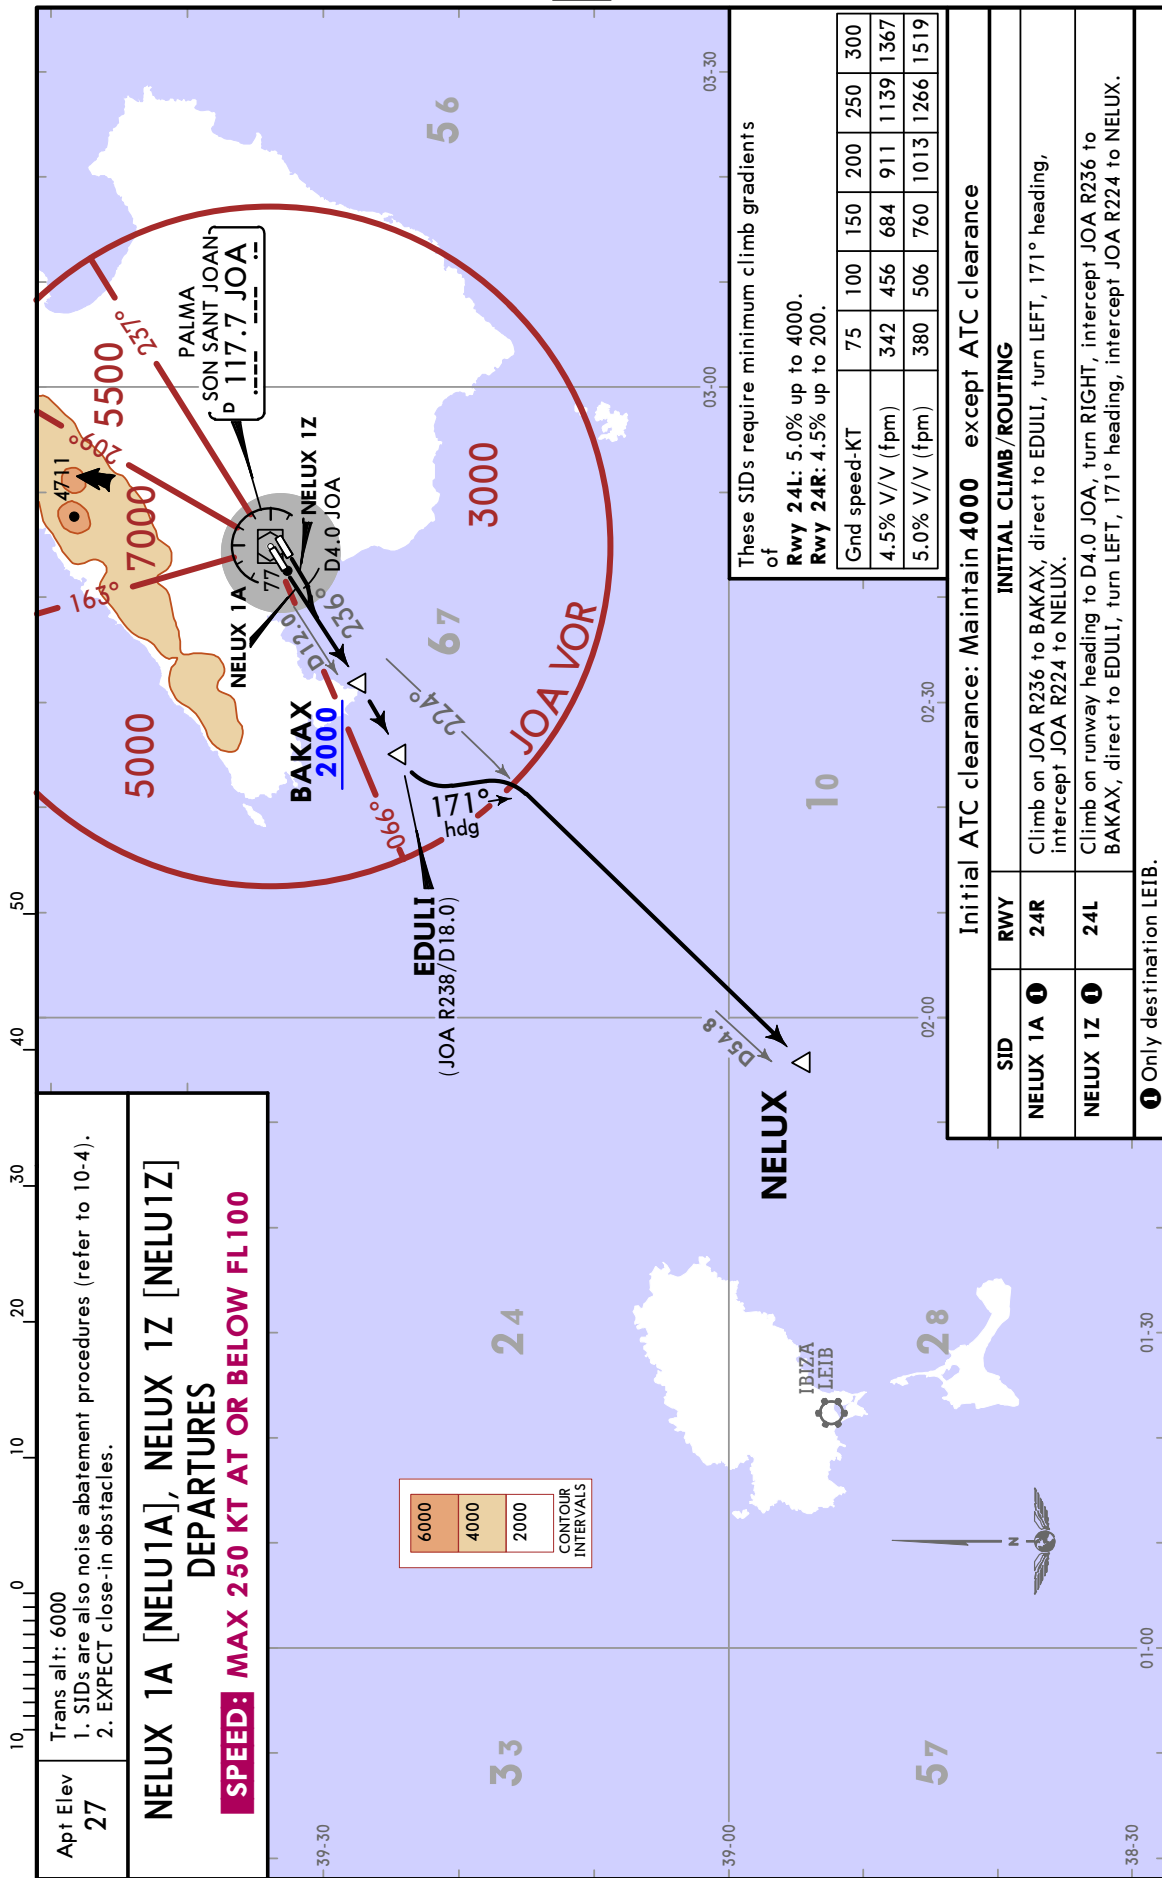 10 0 10 20 30 40 50
Apt Elev
27
Trans alt: 6000
1. SIDs are also noise abatement procedures (refer to 10-4).
2. EXPECT close-in obstacles.
NELUX 1A [NELU1A], NELUX 1Z [NELU1Z]
DEPARTURES
SPEED: MAX 250 KT AT OR BELOW FL100
5000
7000
5500
3000
163°
209°
237°
066°
4711
PALMA
SON SANT JOAN
D 117.7 JOA
77
NELUX 1A
NELUX 1Z
D4.0 JOA
D12.0
236°
BAKAX
2000
EDULI
(JOA R238/D18.0)
171°
hdg
224°
JOA VOR
D54.8
NELUX
56
67
10
24
28
33
57
39-30
39-00
38-30
01-00
01-30
02-00
02-30
03-00
03-30
IBIZA
LEIB
6000
4000
2000
CONTOUR
INTERVALS
N
These SIDs require minimum climb gradients
of
Rwy 24L: 5.0% up to 4000.
Rwy 24R: 4.5% up to 200.
Gnd speed-KT 75 100 150 200 250 300
4.5% V/V (fpm) 342 456 684 911 1139 1367
5.0% V/V (fpm) 380 506 760 1013 1266 1519
Initial ATC clearance: Maintain 4000 except ATC clearance
SID RWY INITIAL CLIMB/ROUTING
NELUX 1A 1 24R Climb on JOA R236 to BAKAX, direct to EDULI, turn LEFT, 171° heading,
intercept JOA R224 to NELUX.
NELUX 1Z 1 24L Climb on runway heading to D4.0 JOA, turn RIGHT, intercept JOA R236 to
BAKAX, direct to EDULI, turn LEFT, 171° heading, intercept JOA R224 to NELUX.
1 Only destination LEIB.